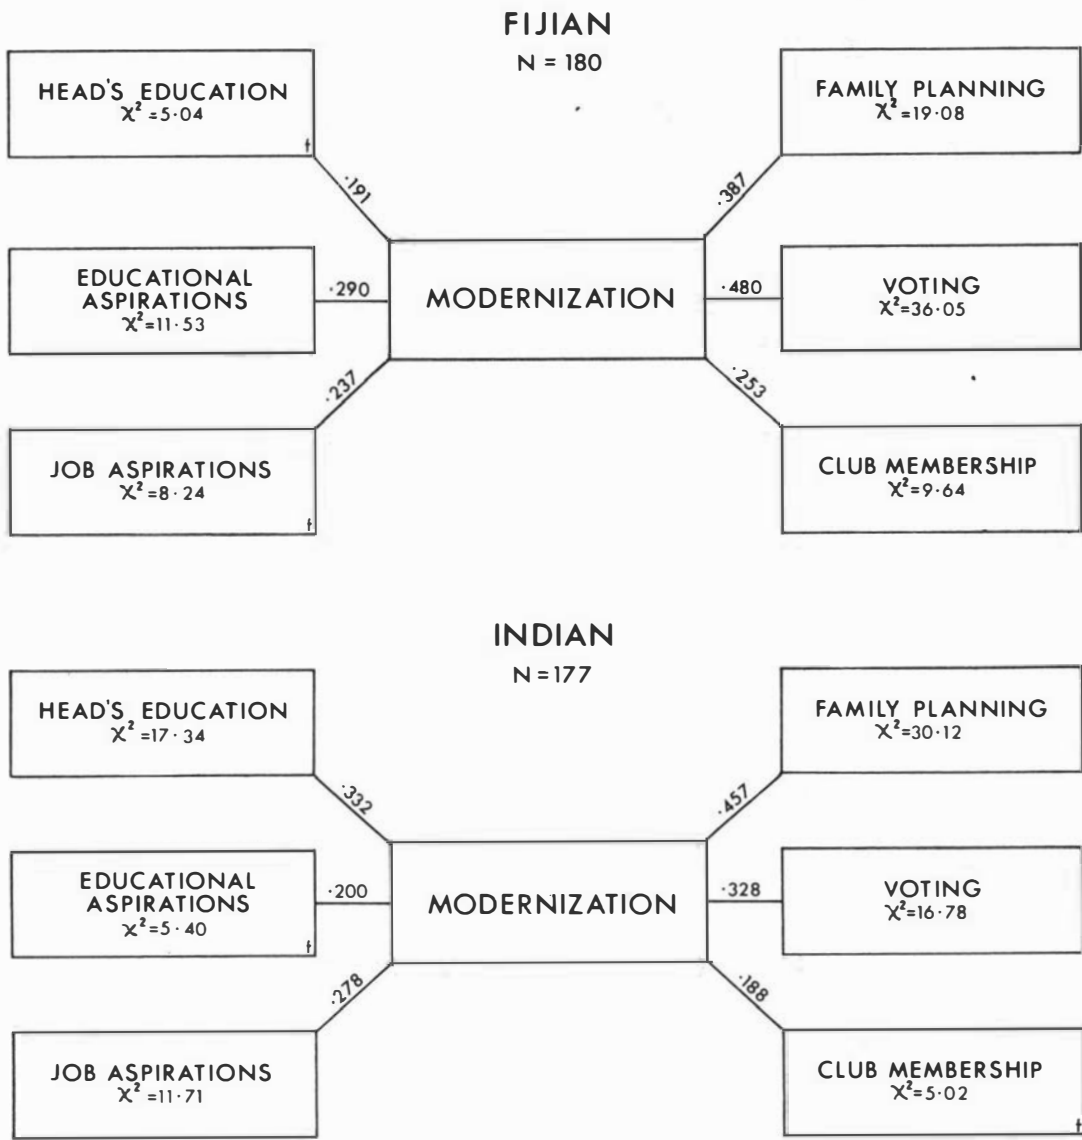 FIJIAN
N = 180
HEAD'S EDUCATION
χ² =5·04
†
·191
EDUCATIONAL
ASPIRATIONS
χ²=11·53
·290
JOB ASPIRATIONS
χ² =8·24
†
·237
MODERNIZATION
FAMILY PLANNING
χ²=19·08
·387
VOTING
χ²=36·05
·480
CLUB MEMBERSHIP
χ²=9·64
·253
INDIAN
N =177
HEAD'S EDUCATION
χ² =17·34
·332
EDUCATIONAL
ASPIRATIONS
χ²=5·40
†
·200
JOB ASPIRATIONS
χ² =11·71
·278
MODERNIZATION
FAMILY PLANNING
χ²=30·12
·457
VOTING
χ²=16·78
·328
CLUB MEMBERSHIP
χ²=5·02
†
·188